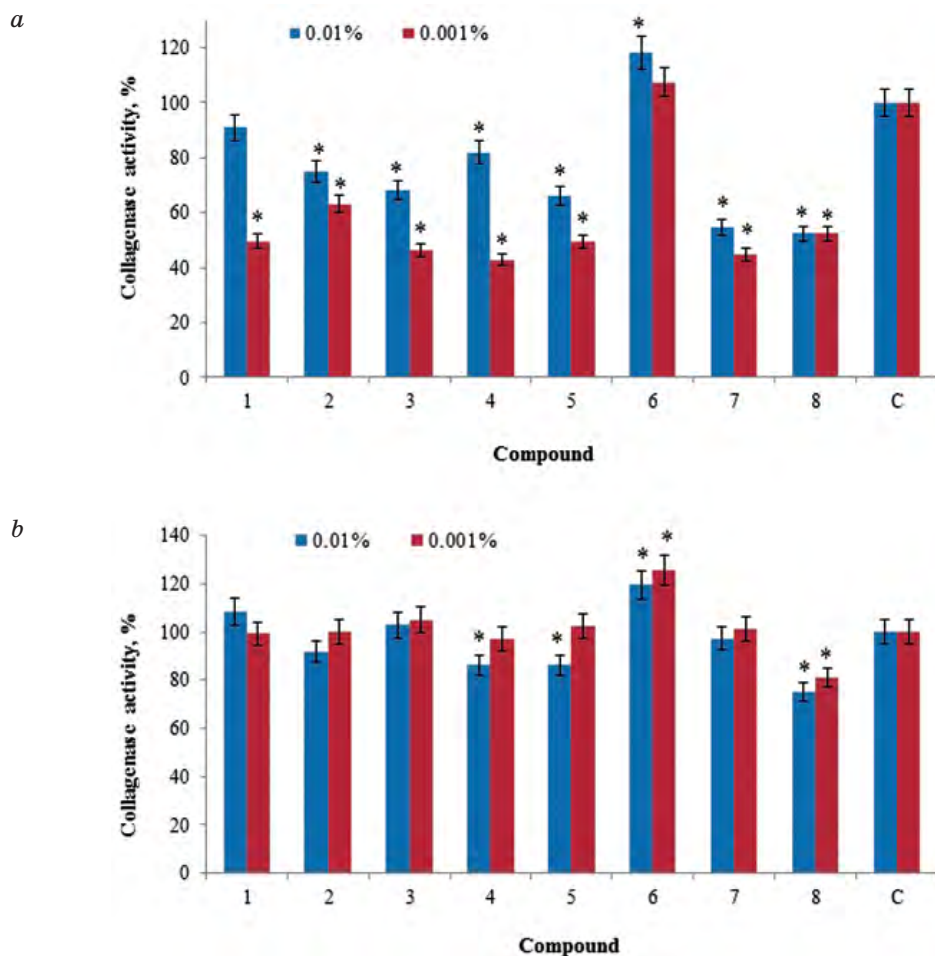 a
0.01% 0.001%
Collagenase activity, %
120
100
80
60
40
20
0
* * * * * * * * * * * * * *
1 2 3 4 5 6 7 8 C
Compound
b
0.01% 0.001%
Collagenase activity, %
140
120
100
80
60
40
20
0
* * * * * *
1 2 3 4 5 6 7 8 C
Compound